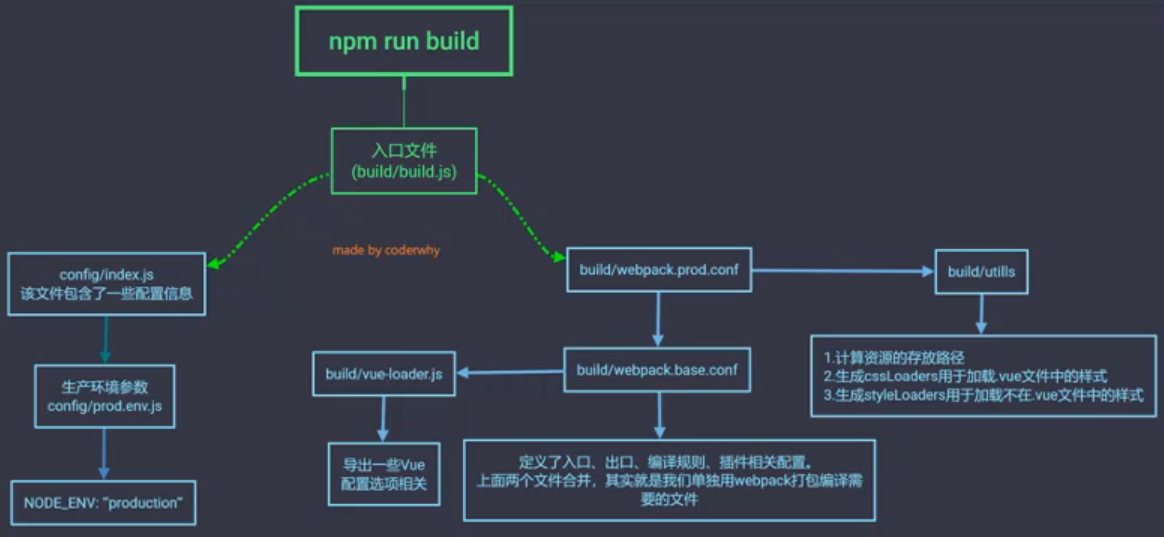 npm run build
入口文件
(build/build.js)
made by coderwhy
config/index.js
该文件包含了一些配置信息
build/webpack.prod.conf
build/utills
生产环境参数
config/prod.env.js
build/vue-loader.js
build/webpack.base.conf
1.计算资源的存放路径
2.生成cssLoaders用于加载.vue文件中的样式
3.生成styleLoaders用于加载不在.vue文件中的样式
NODE_ENV: "production"
导出一些Vue
配置选项相关
定义了入口、出口、编译规则、插件相关配置。
上面两个文件合并，其实就是我们单独用webpack打包编译需
要的文件